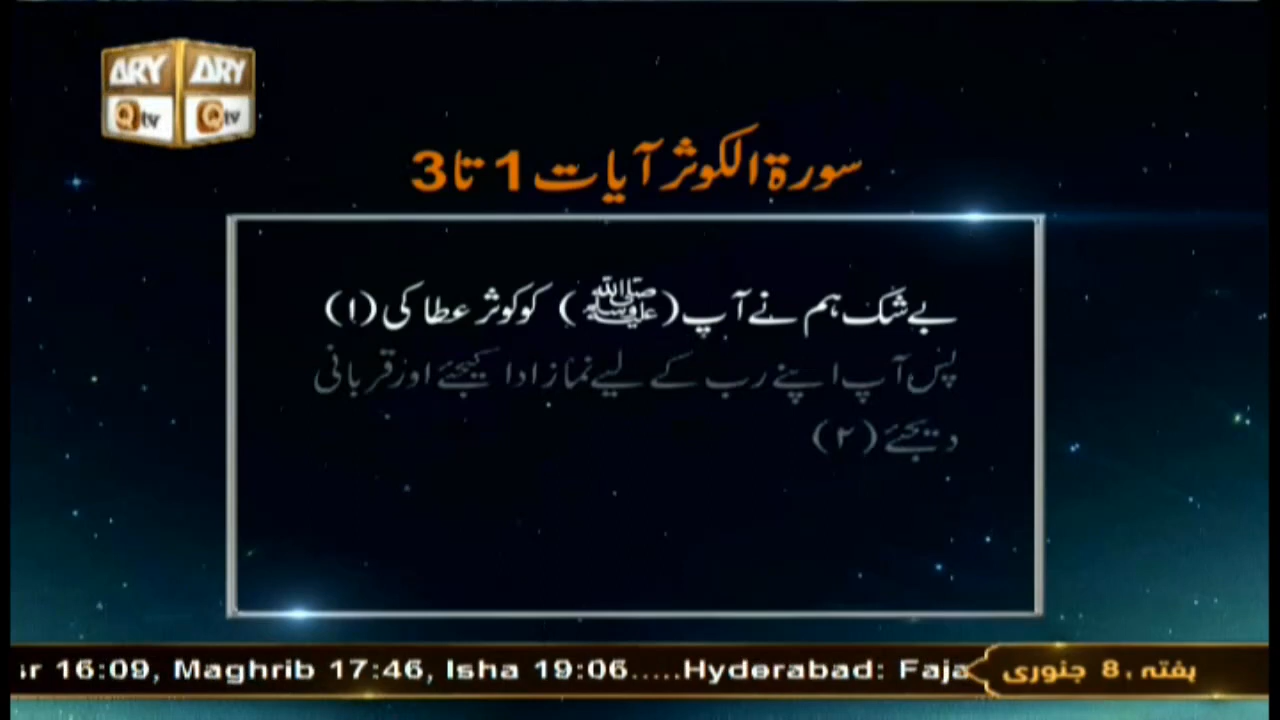 ARY ARY
Qtv Qtv
سورۃ الکوثر آیات 1 تا 3
بے شک ہم نے آپ (ﷺ) کو کوثر عطا کی (۱)
پس آپ اپنے رب کے لیے نماز ادا کیجئے اور قربانی
دیجئے (۲)
sr 16:09, Maghrib 17:46, Isha 19:06.....Hyderabad: Faja
ہفتہ، 8 جنوری